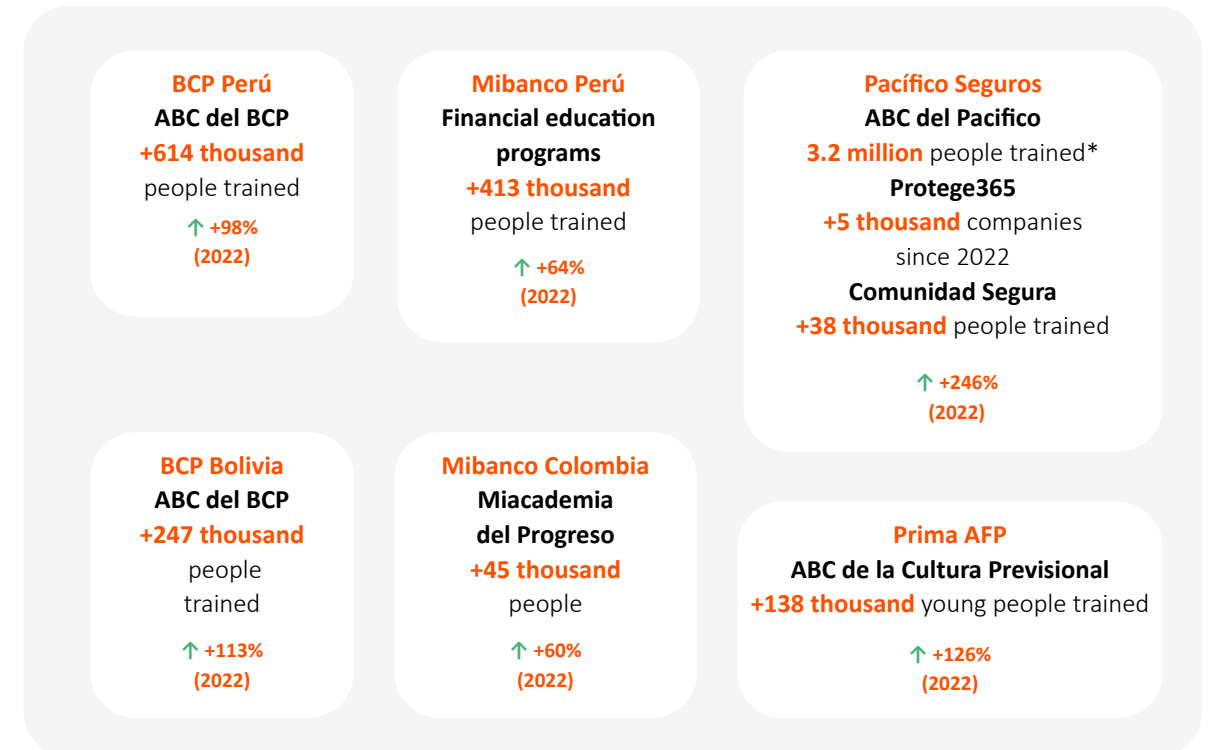 BCP Perú
ABC del BCP
+614 thousand
people trained
↑ +98%
(2022)
Mibanco Perú
Financial education
programs
+413 thousand
people trained
↑ +64%
(2022)
Pacífico Seguros
ABC del Pacifico
3.2 million people trained*
Protege365
+5 thousand companies
since 2022
Comunidad Segura
+38 thousand people trained
↑ +246%
(2022)
BCP Bolivia
ABC del BCP
+247 thousand
people
trained
↑ +113%
(2022)
Mibanco Colombia
Miacademia
del Progreso
+45 thousand
people
↑ +60%
(2022)
Prima AFP
ABC de la Cultura Previsional
+138 thousand young people trained
↑ +126%
(2022)